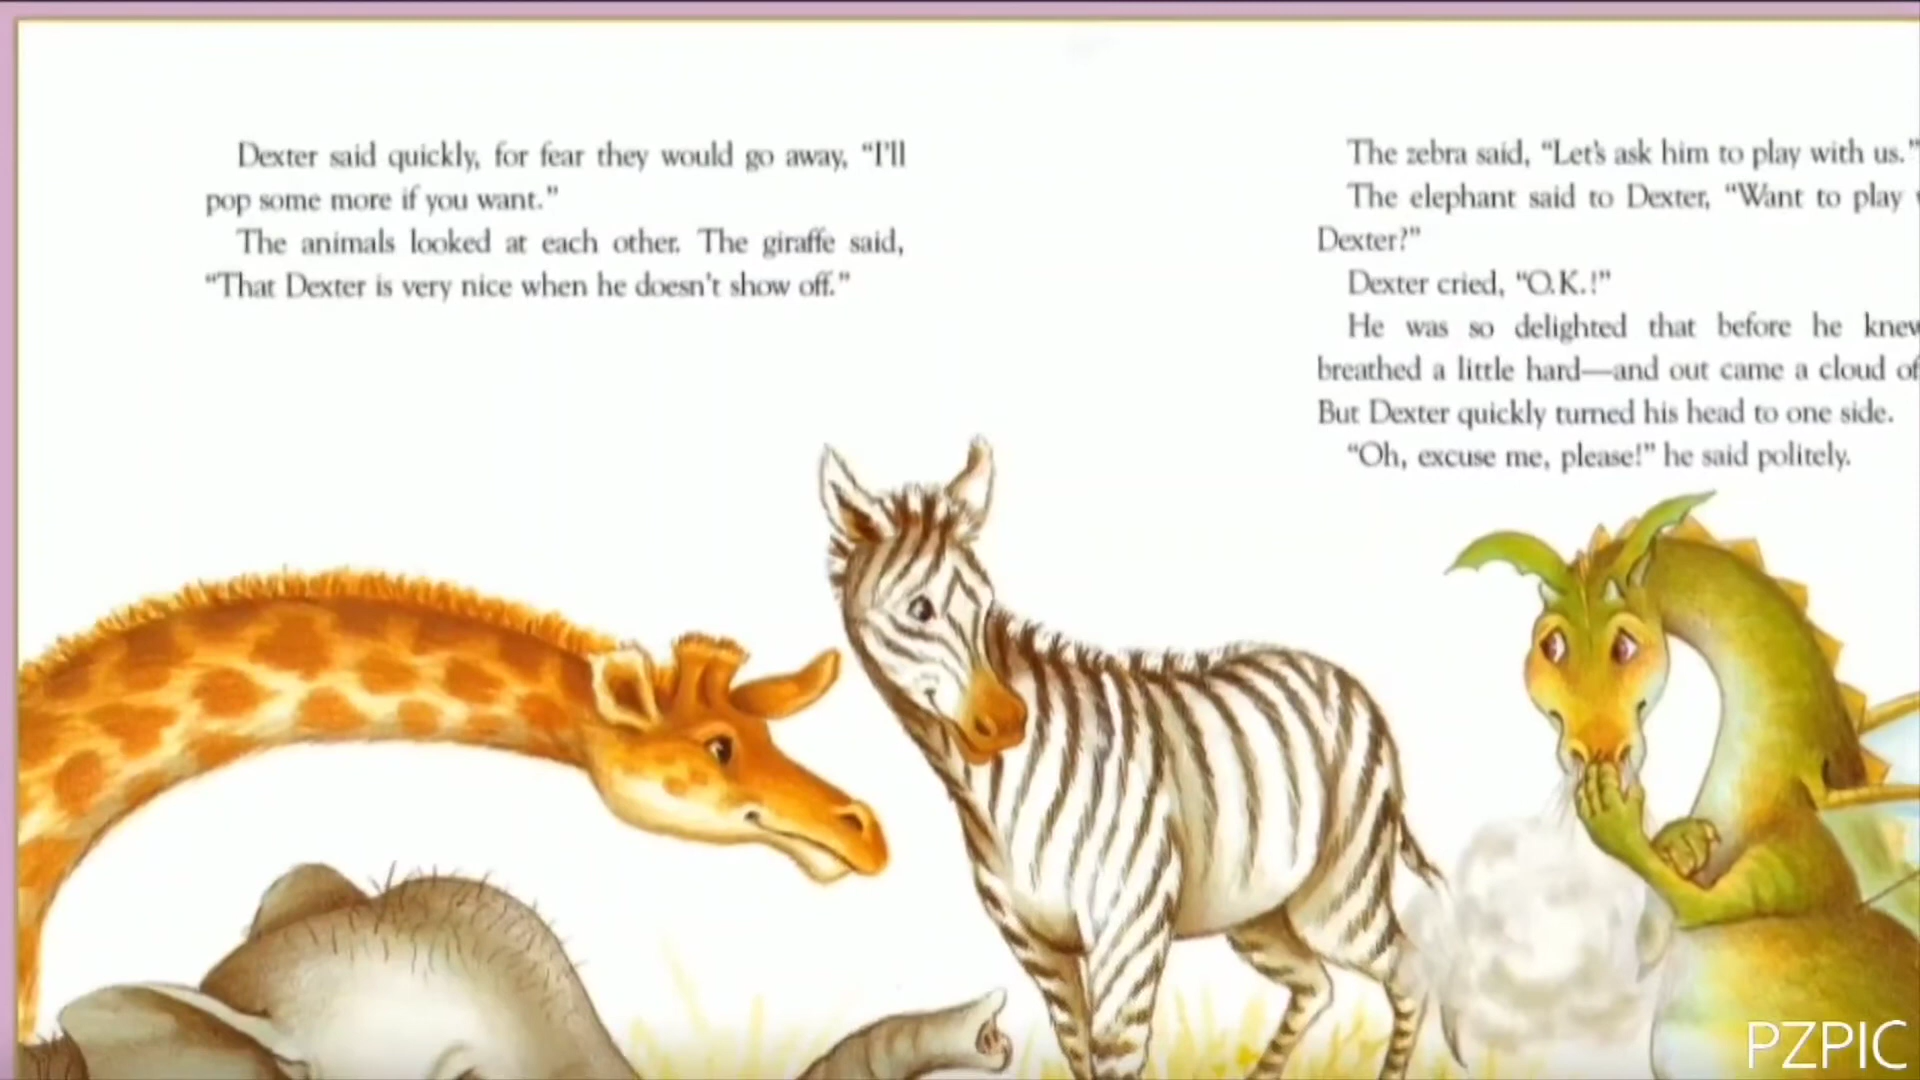 Dexter said quickly, for fear they would go away, “I'll
pop some more if you want.”
The animals looked at each other. The giraffe said,
“That Dexter is very nice when he doesn't show off.”
The zebra said, “Let's ask him to play with us.”
The elephant said to Dexter, “Want to play
Dexter?”
Dexter cried, “O.K.!”
He was so delighted that before he knew
breathed a little hard—and out came a cloud of
But Dexter quickly turned his head to one side.
“Oh, excuse me, please!” he said politely.
PZPIC